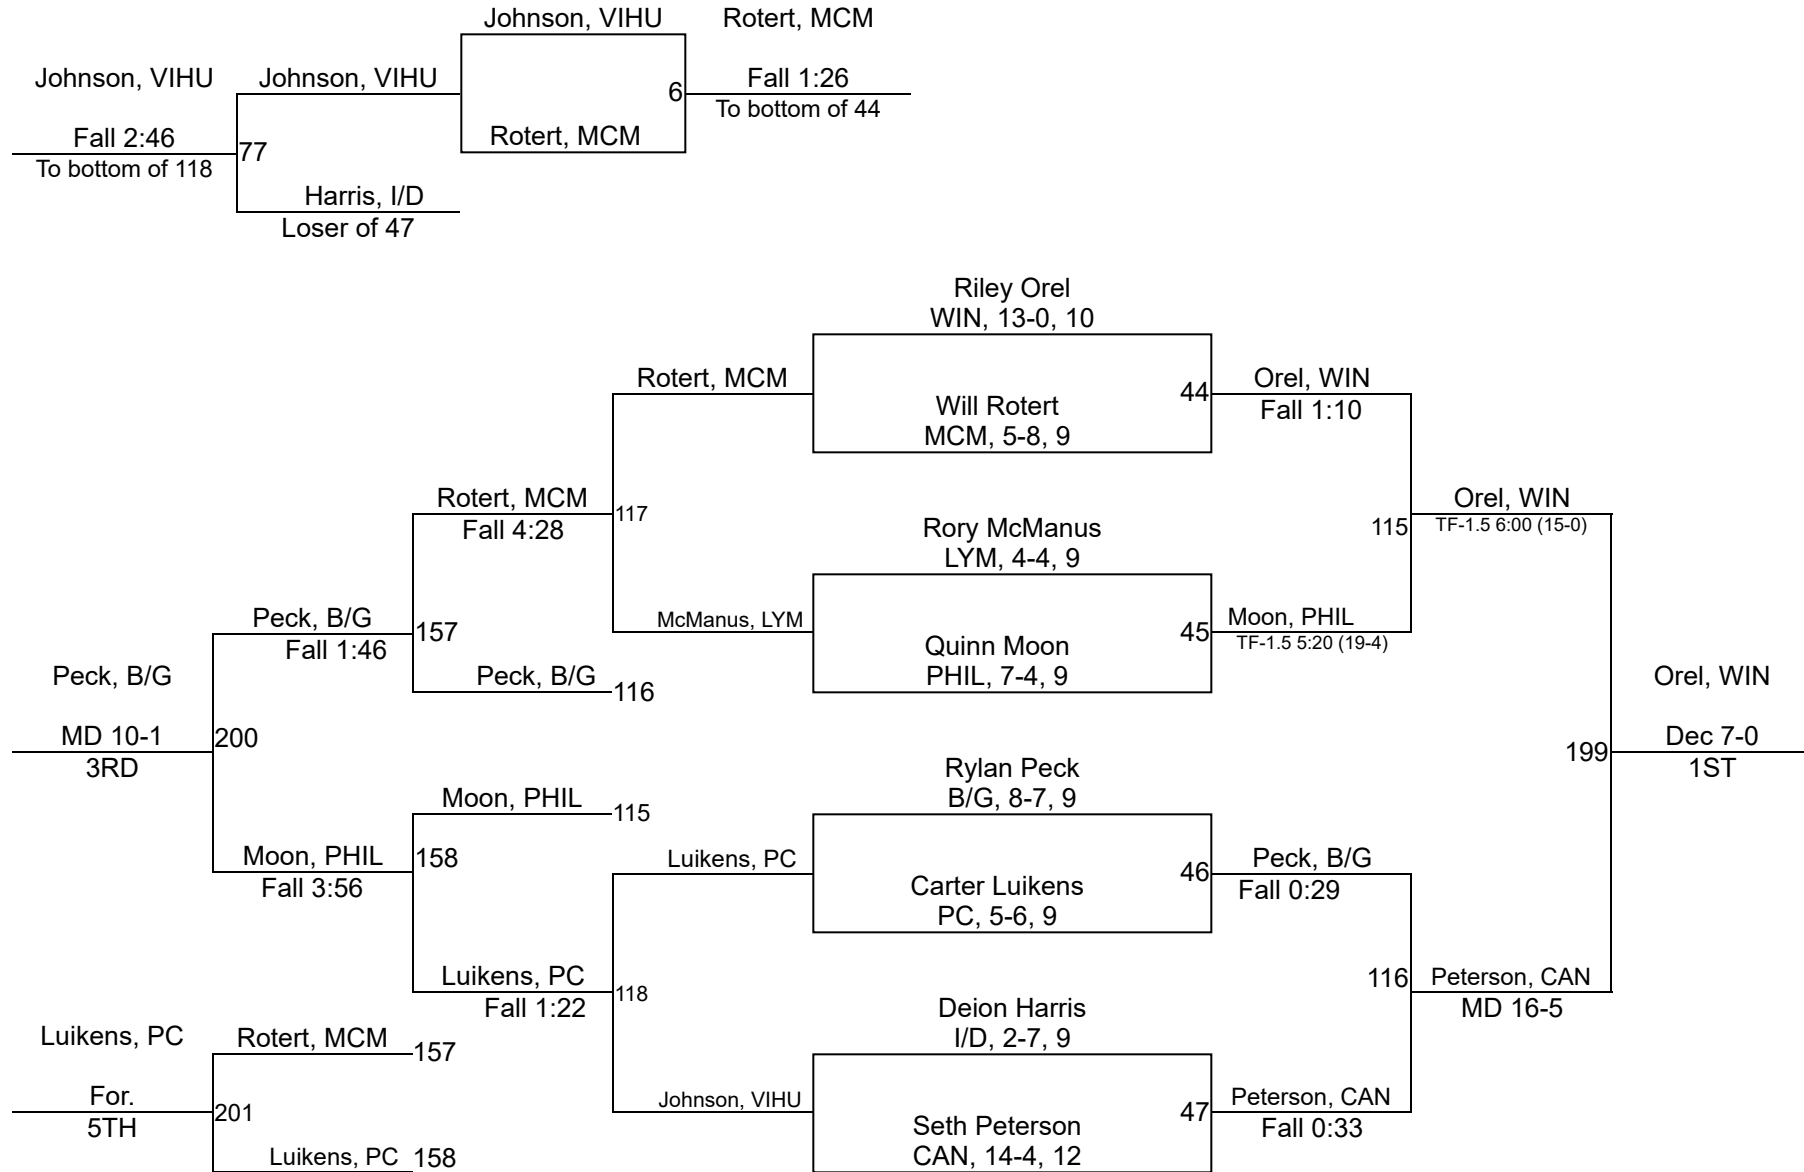 Johnson, VIHU
Rotert, MCM
Johnson, VIHU
Johnson, VIHU
Fall 1:26
6
To bottom of 44
Fall 2:46
Rotert, MCM
77
To bottom of 118
Harris, I/D
Loser of 47
Riley Orel
WIN, 13-0, 10
Rotert, MCM
44
Orel, WIN
Will Rotert
Fall 1:10
MCM, 5-8, 9
Rotert, MCM
117
Orel, WIN
Fall 4:28
Rory McManus
115
TF-1.5 6:00 (15-0)
LYM, 4-4, 9
Peck, B/G
McManus, LYM
Moon, PHIL
157
45
Fall 1:46
Quinn Moon
TF-1.5 5:20 (19-4)
Peck, B/G
Peck, B/G
116
PHIL, 7-4, 9
Orel, WIN
MD 10-1
200
199
Dec 7-0
3RD
Rylan Peck
1ST
Moon, PHIL
115
B/G, 8-7, 9
Moon, PHIL
158
Luikens, PC
46
Peck, B/G
Fall 3:56
Carter Luikens
Fall 0:29
PC, 5-6, 9
Luikens, PC
118
116
Peterson, CAN
Fall 1:22
Deion Harris
MD 16-5
Luikens, PC
Rotert, MCM
157
I/D, 2-7, 9
For.
201
Johnson, VIHU
47
Peterson, CAN
5TH
Seth Peterson
Fall 0:33
Luikens, PC
158
CAN, 14-4, 12